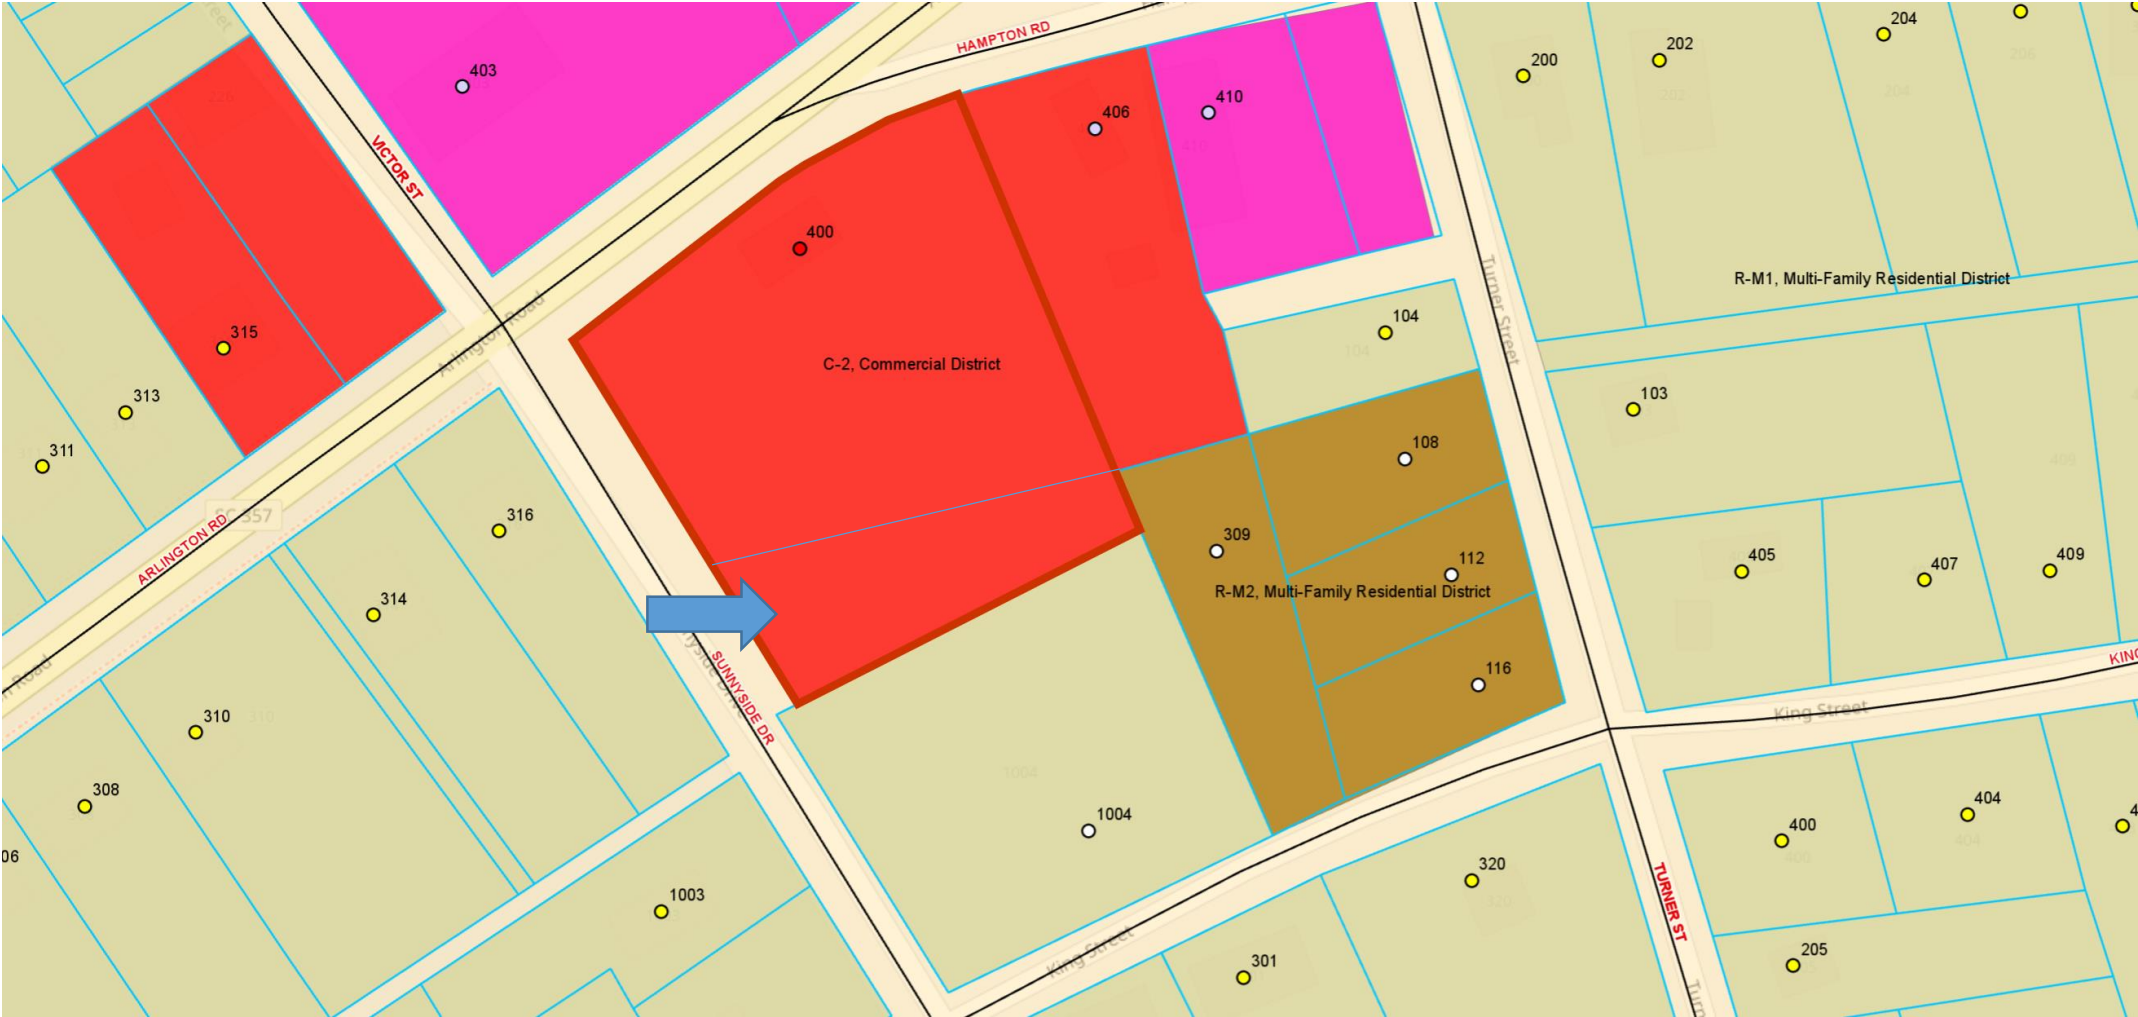 204
HAMPTON RD
202
200
403
410
406
VICTOR ST
400
Turner Street
R-M1, Multi-Family Residential District
Arlington Road
104
315
C-2, Commercial District
103
313
311
108
SC 357
316
309
112
405
409
407
ARLINGTON RD
R-M2, Multi-Family Residential District
314
116
SUNNYSIDE DR
KING
King Street
310
308
1004
1004
404
400
06
TURNER ST
320
1003
King Street
301
205